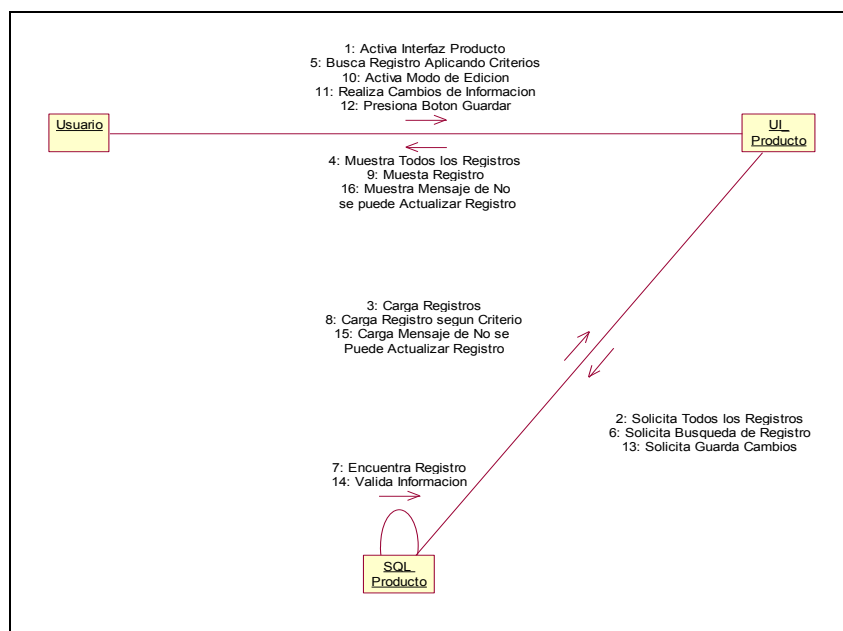 1: Activa Interfaz Producto
5: Busca Registro Aplicando Criterios
10: Activa Modo de Edicion
11: Realiza Cambios de Informacion
12: Presiona Boton Guardar
Usuario
UI_
Producto
4: Muestra Todos los Registros
9: Muesta Registro
16: Muestra Mensaje de No
se puede Actualizar Registro
3: Carga Registros
8: Carga Registro segun Criterio
15: Carga Mensaje de No se
Puede Actualizar Registro
2: Solicita Todos los Registros
6: Solicita Busqueda de Registro
13: Solicita Guarda Cambios
7: Encuentra Registro
14: Valida Informacion
SQL_
Producto